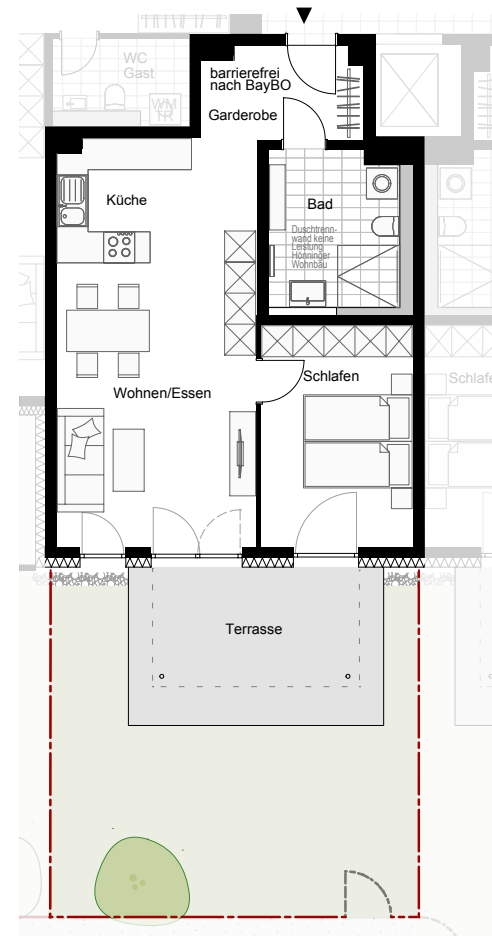 WC
Gast
WM
TR
barrierefrei
nach BayBO
Garderobe
Küche
Bad
Duschtrenn-
wand keine
Leistung
Hönninger
Wohnbau
Schlafen
Schlafe
Wohnen/Essen
Terrasse